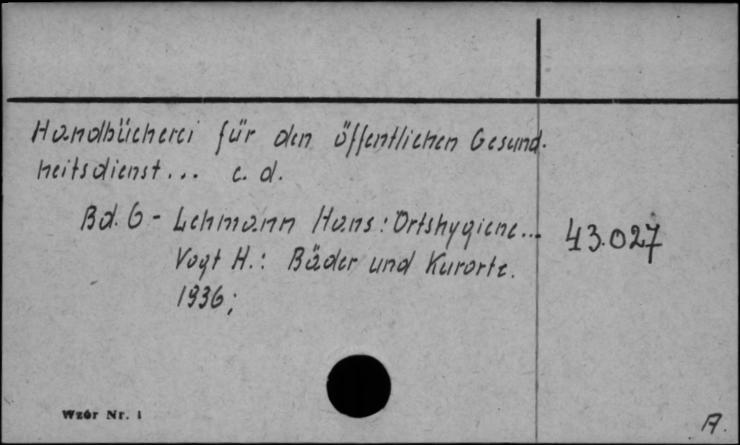 Handbücherei für den öffentlichen Gesund-
heitsdienst... c. d.
Bd. 6 - Lehmann Hans: Ortshygiene...
43.027
Vogt H.: Bäder und Kurorte.
1936;
Wzór Nr. 1
A.